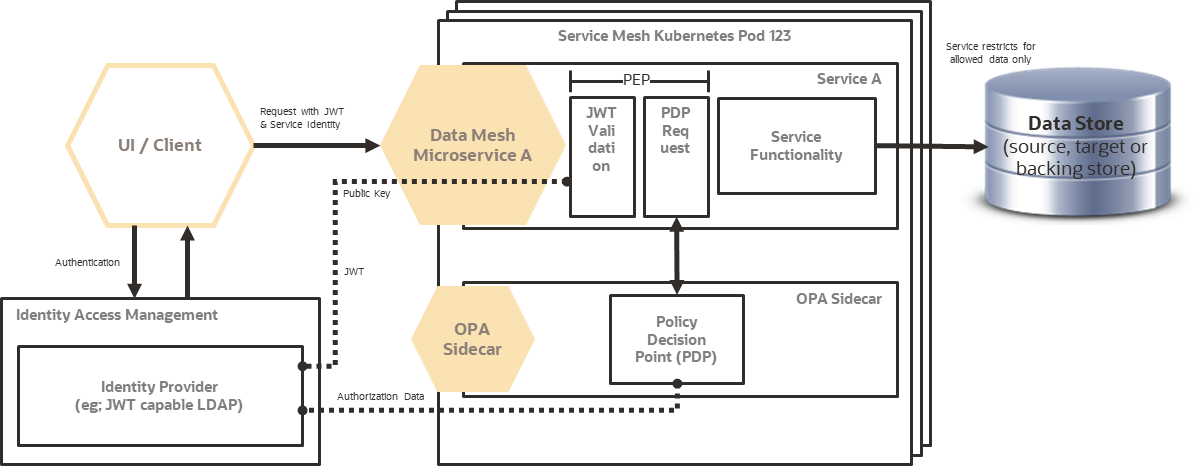 Service Mesh Kubernetes Pod 123
Service restricts for
allowed data only
PEP
Service A
UI / Client
Request with JWT
& Service Identity
Data Mesh
Microservice A
JWT
Vali
dati
on
PDP
Req
uest
Service
Functionality
Data Store
(source, target or
backing store)
Public Key
Authentication
JWT
Identity Access Management
Identity Provider
(eg; JWT capable LDAP)
OPA
Sidecar
OPA Sidecar
Policy
Decision
Point (PDP)
Authorization Data